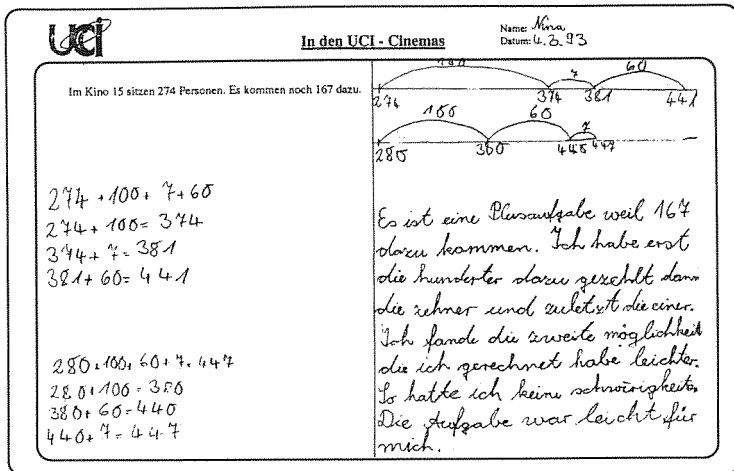 UCI
In den UCI - Cinemas
Name: Nina
Datum: 4.3.93
Im Kino 15 sitzen 274 Personen. Es kommen noch 167 dazu.
274 + 100 + 7 + 60
274 + 100 = 374
374 + 7 = 381
381 + 60 = 441
280 + 100 + 60 + 7 = 447
280 + 100 = 380
380 + 60 = 440
440 + 7 = 447
100 7 60
274 374 381 441
100 60 7
280 380 440 447
Es ist eine Plusaufgabe weil 167
dazu kommen. Ich habe erst
die hunderter dazu gezehlt dann
die zehner und zuletzt die einer.
Ich fande die zweite möglichkeit
die ich gerechnet habe leichter.
So hatte ich keine schwirigkeiten.
Die Aufgabe war leicht für
mich.